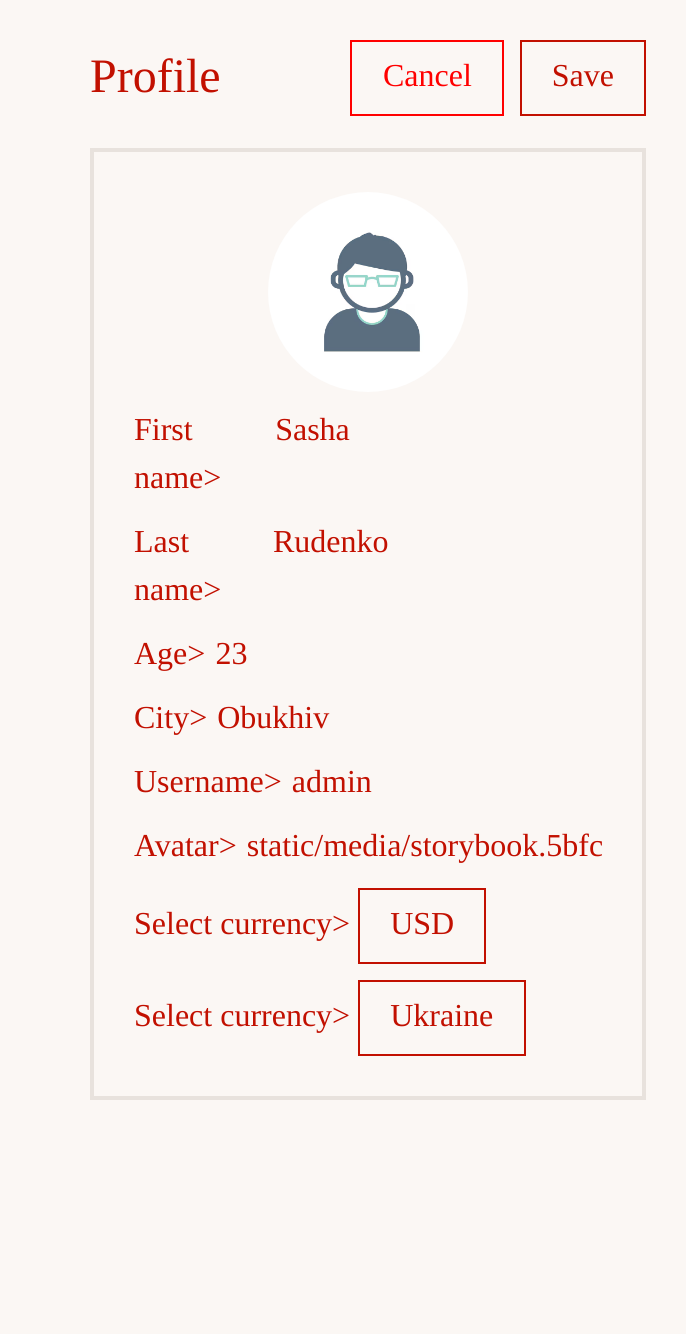 Profile
Cancel
Save
First name>
Sasha
Last name>
Rudenko
Age> 23
City> Obukhiv
Username> admin
Avatar> static/media/storybook.5bfc
Select currency> USD
Select currency> Ukraine